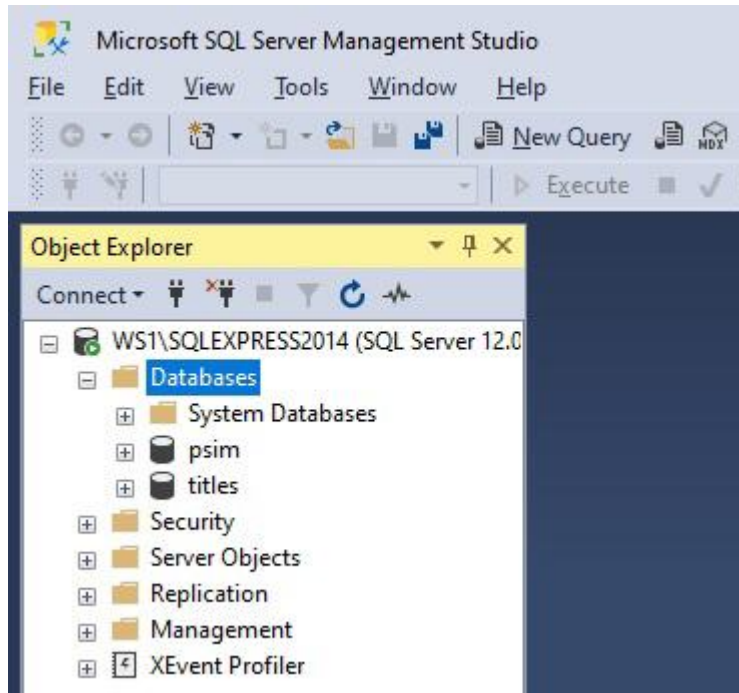 Microsoft SQL Server Management Studio
File Edit View Tools Window Help
New Query MDX
Execute
Object Explorer
Connect
WS1\SQLEXPRESS2014 (SQL Server 12.0
Databases
System Databases
psim
titles
Security
Server Objects
Replication
Management
XEvent Profiler